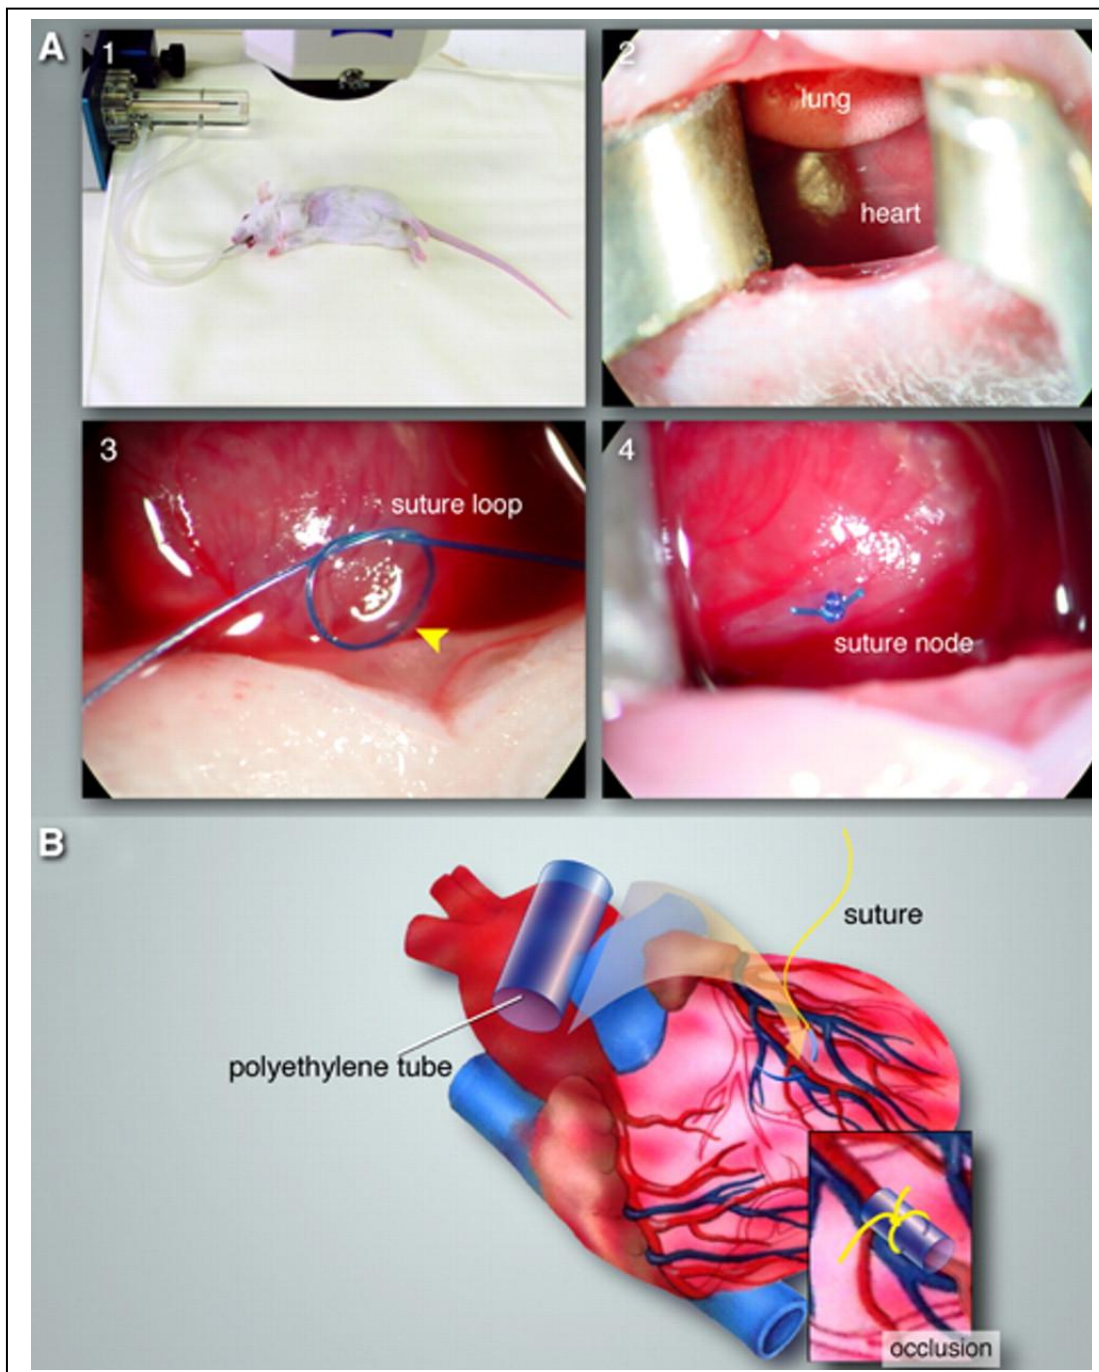 A
1
2
lung
heart
3
suture loop
4
suture node
B
suture
polyethylene tube
occlusion